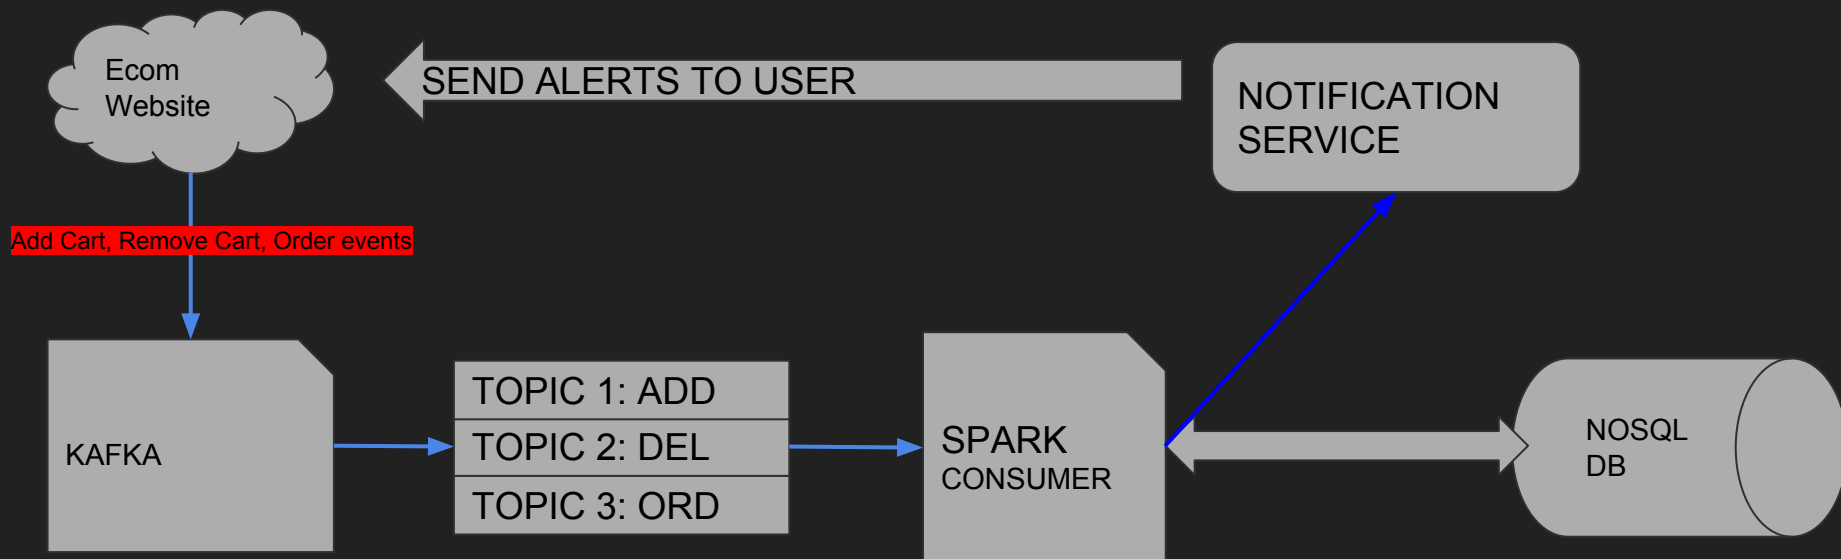 Ecom
Website
SEND ALERTS TO USER
NOTIFICATION
SERVICE
Add Cart, Remove Cart, Order events
KAFKA
TOPIC 1: ADD
TOPIC 2: DEL
TOPIC 3: ORD
SPARK
CONSUMER
NOSQL
DB